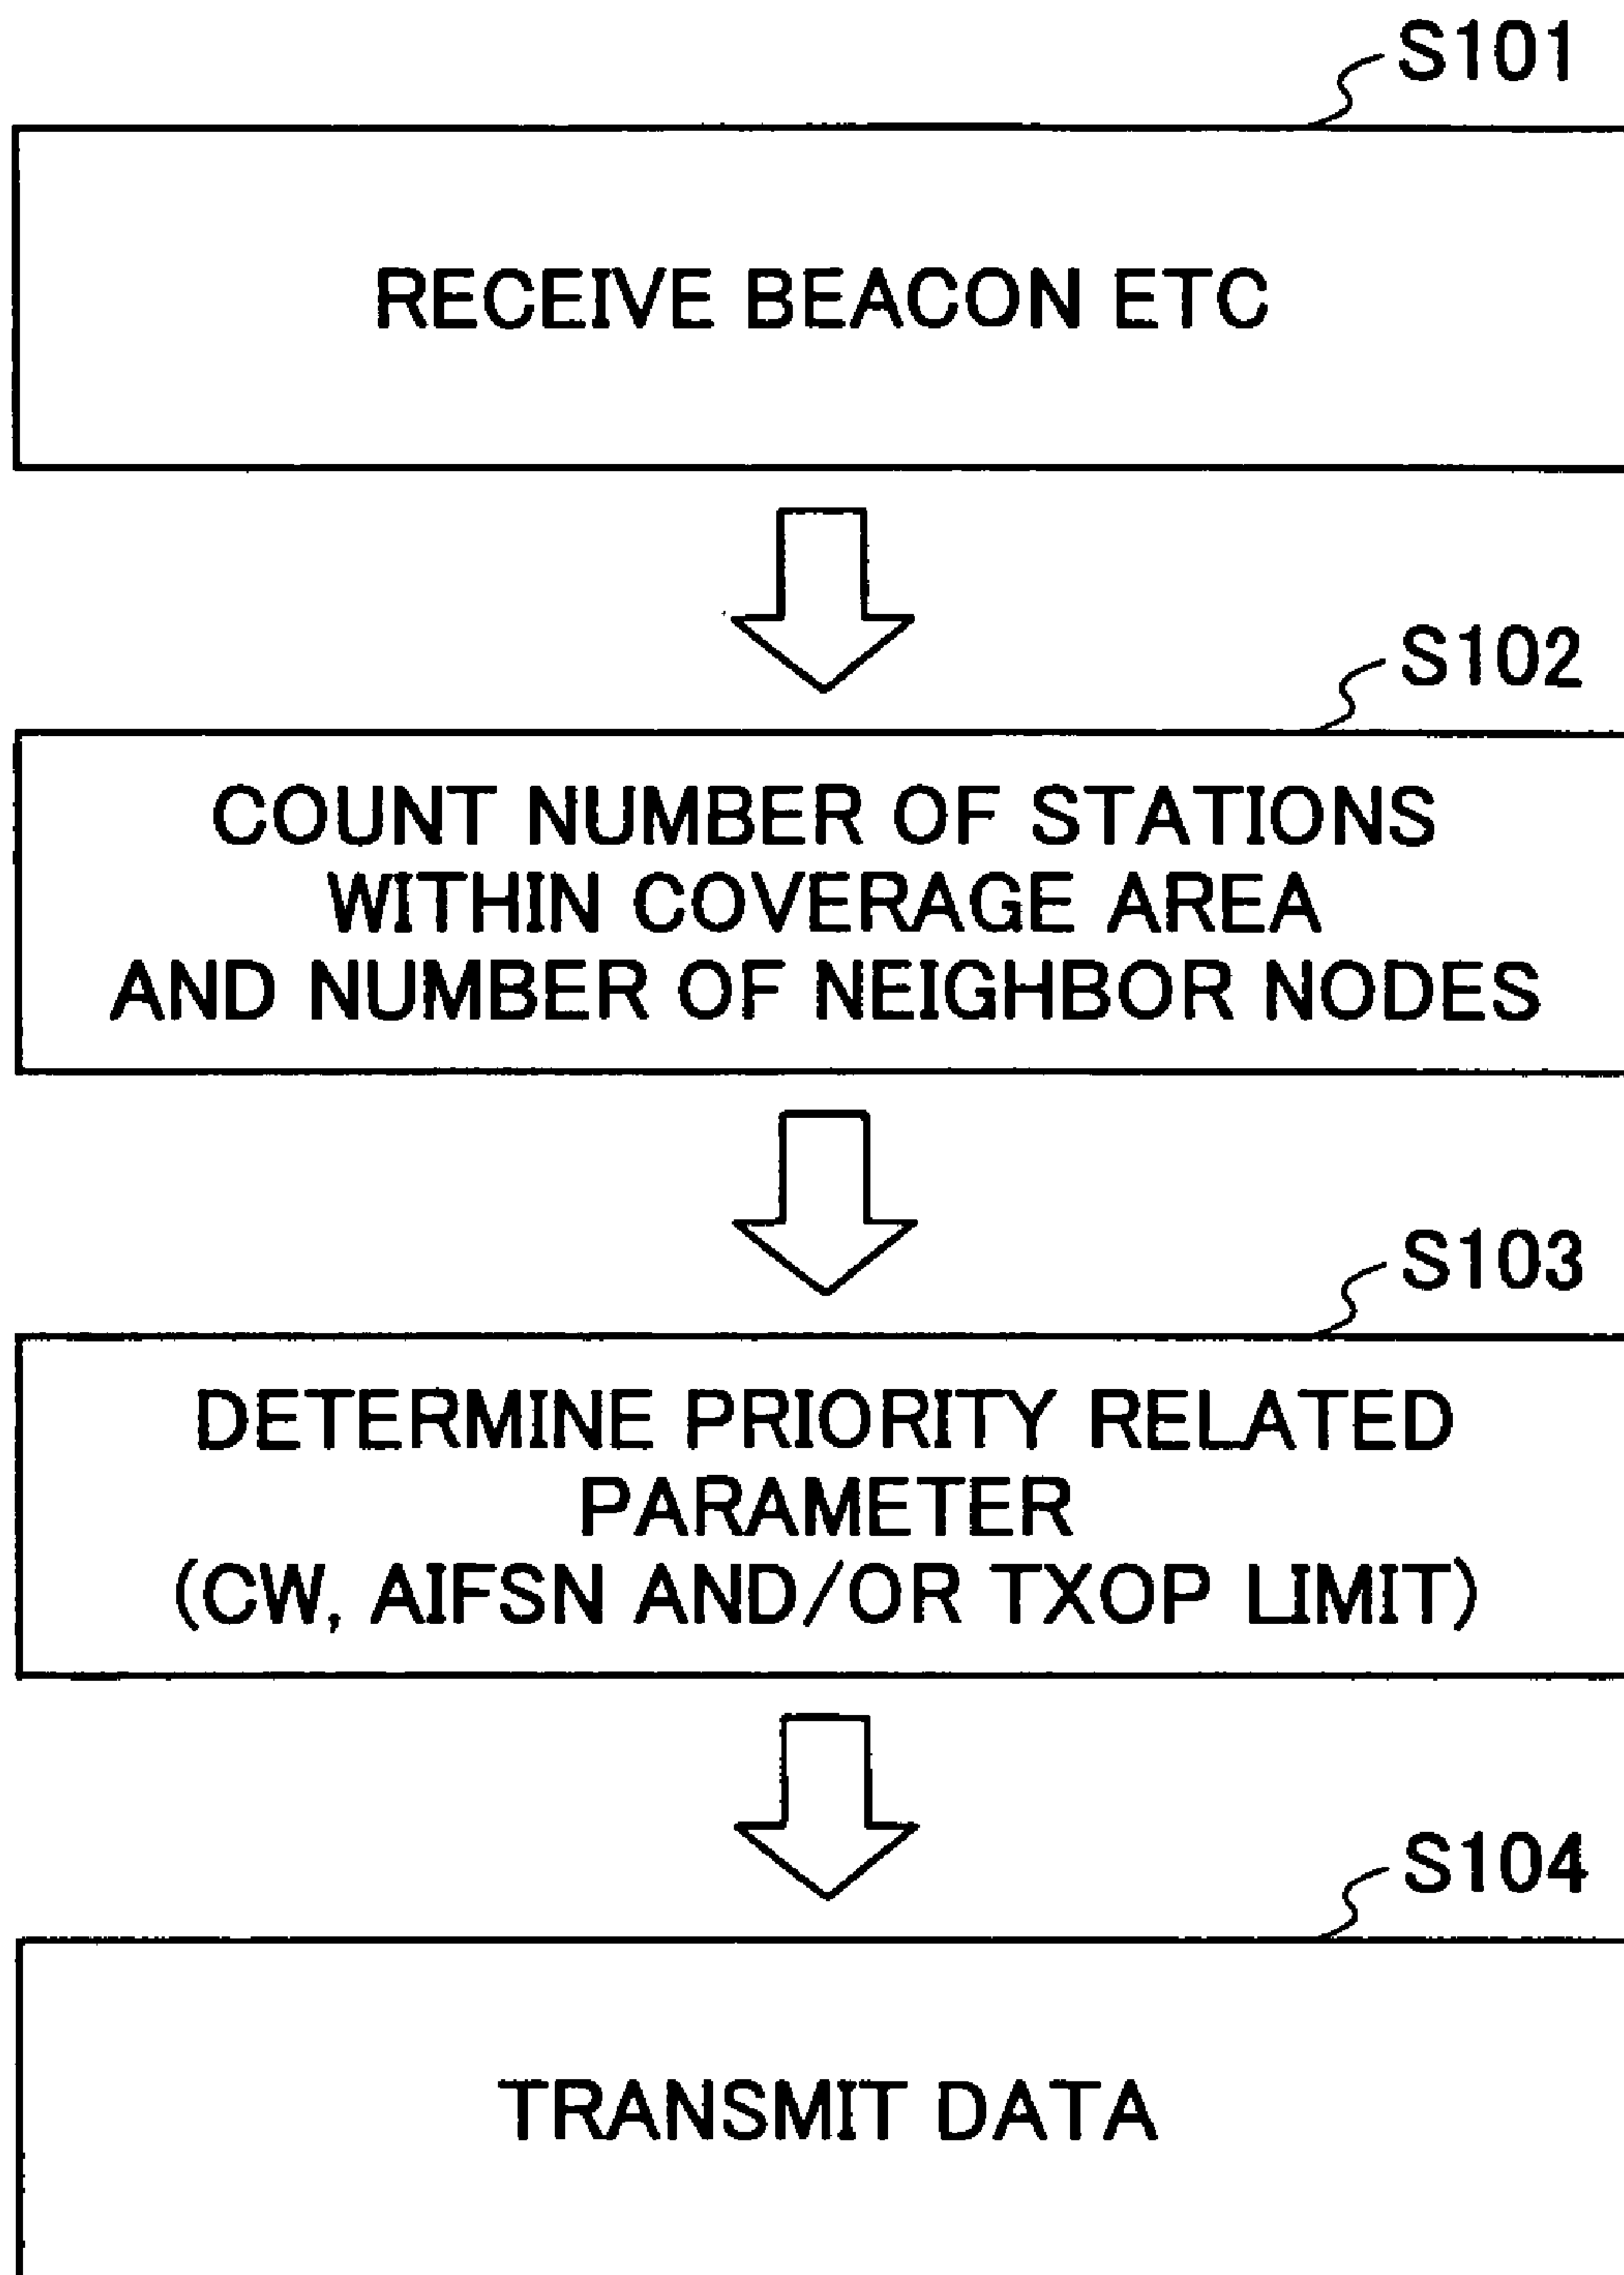 S101
RECEIVE BEACON ETC
S102
COUNT NUMBER OF STATIONS
WITHIN COVERAGE AREA
AND NUMBER OF NEIGHBOR NODES
S103
DETERMINE PRIORITY RELATED
PARAMETER
(CW, AIFSN AND/OR TXOP LIMIT)
S104
TRANSMIT DATA